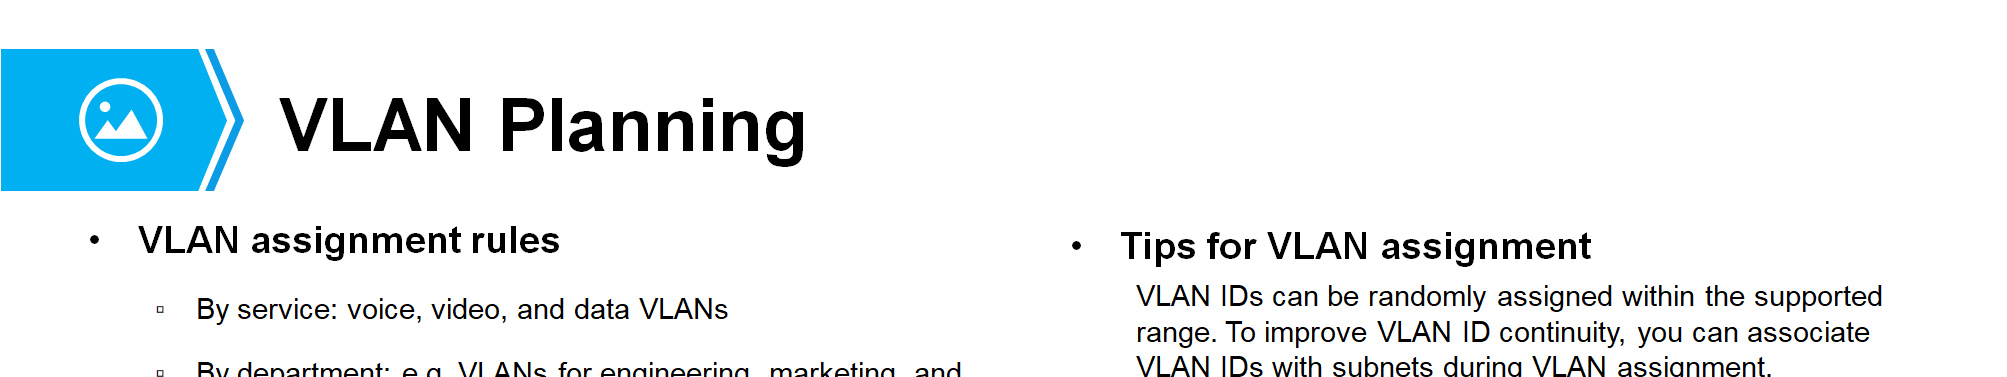 VLAN Planning
• VLAN assignment rules
▫ By service: voice, video, and data VLANs
▫ By department: e.g. VLANs for engineering, marketing, and
• Tips for VLAN assignment
VLAN IDs can be randomly assigned within the supported
range. To improve VLAN ID continuity, you can associate
VLAN IDs with subnets during VLAN assignment.